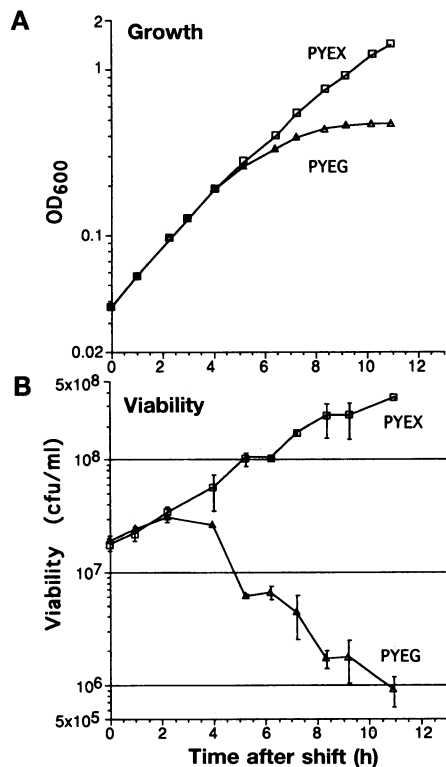 A
Growth
2
1
0.1
0.02
OD600
PYEX
PYEG
0 2 4 6 8 10 12
B
Viability
5x10⁸
10⁸
10⁷
10⁶
5x10⁵
Viability (cfu/ml)
PYEX
PYEG
0 2 4 6 8 10 12
Time after shift (h)